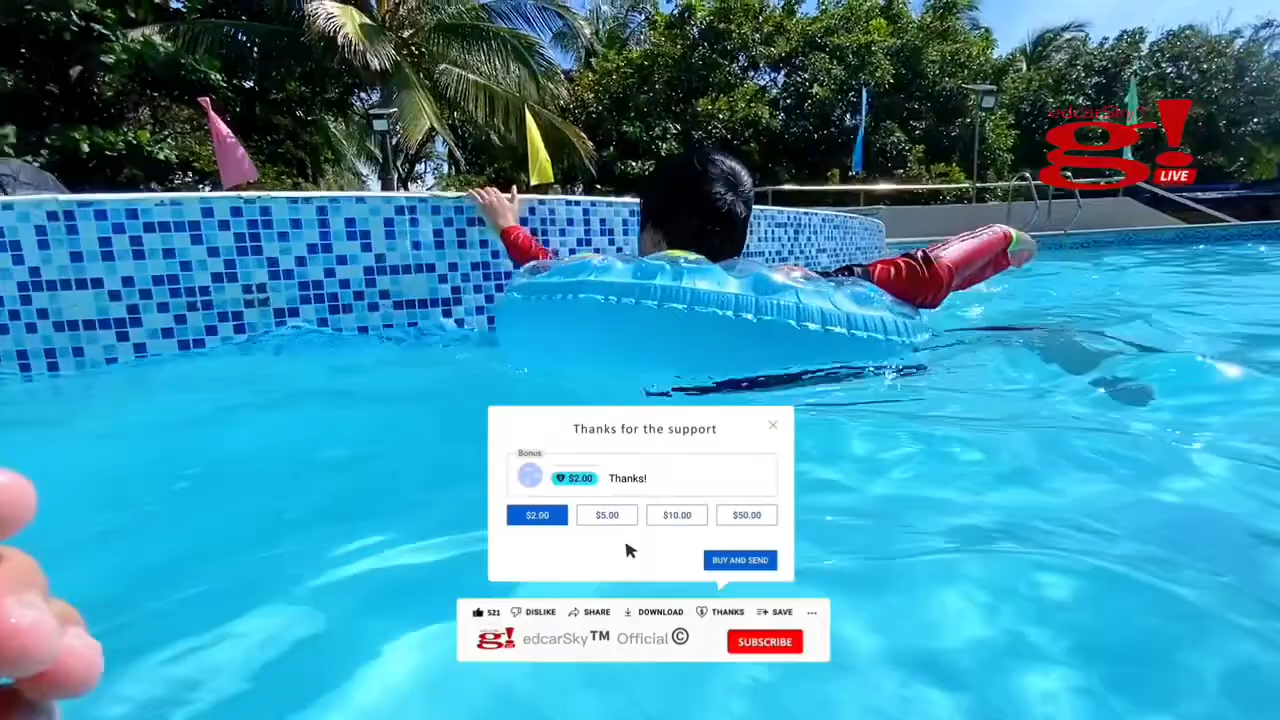 edcarSky™
g!
LIVE
Thanks for the support
Bonus
$2.00 Thanks!
$2.00 $5.00 $10.00 $50.00
BUY AND SEND
521 DISLIKE SHARE DOWNLOAD THANKS SAVE
g! edcarSky™ Official © SUBSCRIBE